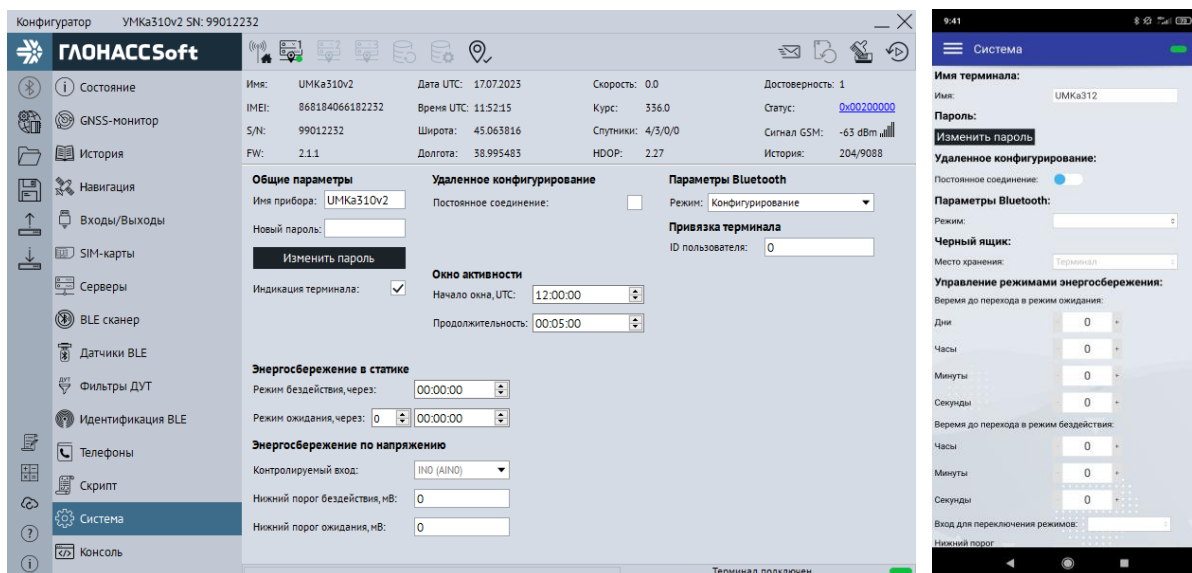 Конфигуратор УМКа310v2 SN: 99012232
ГЛОНАССSoft
Состояние
GNSS-монитор
История
Навигация
Входы/Выходы
SIM-карты
Серверы
BLE сканер
Датчики BLE
Фильтры ДУТ
Идентификация BLE
Телефоны
Скрипт
Система
Консоль
Имя: UMKa310v2 Дата UTC: 17.07.2023 Скорость: 0.0 Достоверность: 1
IMEI: 868184066182232 Время UTC: 11:52:15 Курс: 336.0 Статус: 0x00200000
S/N: 99012232 Широта: 45.063816 Спутники: 4/3/0/0 Сигнал GSM: -63 dBm
FW: 2.1.1 Долгота: 38.995483 HDOP: 2.27 История: 204/9088
Общие параметры
Имя прибора: UMKa310v2
Новый пароль:
Изменить пароль
Индикация терминала:
Удаленное конфигурирование
Постоянное соединение:
Окно активности
Начало окна, UTC: 12:00:00
Продолжительность: 00:05:00
Параметры Bluetooth
Режим: Конфигурирование
Привязка терминала
ID пользователя: 0
Энергосбережение в статике
Режим бездействия, через: 00:00:00
Режим ожидания, через: 0 00:00:00
Энергосбережение по напряжению
Контролируемый вход: IN0 (AIN0)
Нижний порог бездействия, мВ: 0
Нижний порог ожидания, мВ: 0
Терминал подключен
9:41
Система
Имя терминала:
Имя: UMKa312
Пароль:
Изменить пароль
Удаленное конфигурирование:
Постоянное соединение:
Параметры Bluetooth:
Режим:
Черный ящик:
Место хранения: Терминал
Управление режимами энергосбережения:
Веремя до перехода в режим ожидания:
Дни - 0 +
Часы - 0 +
Минуты - 0 +
Секунды - 0 +
Веремя до перехода в режим бездействия:
Часы - 0 +
Минуты - 0 +
Секунды - 0 +
Вход для переключения режимов:
Нижний порог